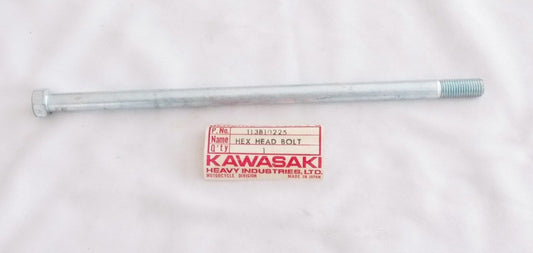 P. No. 113B10225
Name HEX HEAD BOLT
Q'ty 1
KAWASAKI
HEAVY INDUSTRIES, LTD.
MOTORCYCLE DIVISION MADE IN JAPAN